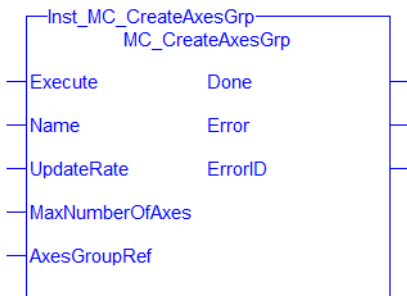 Inst_MC_CreateAxesGrp
MC_CreateAxesGrp
Execute Done
Name Error
UpdateRate ErrorID
MaxNumberOfAxes
AxesGroupRef